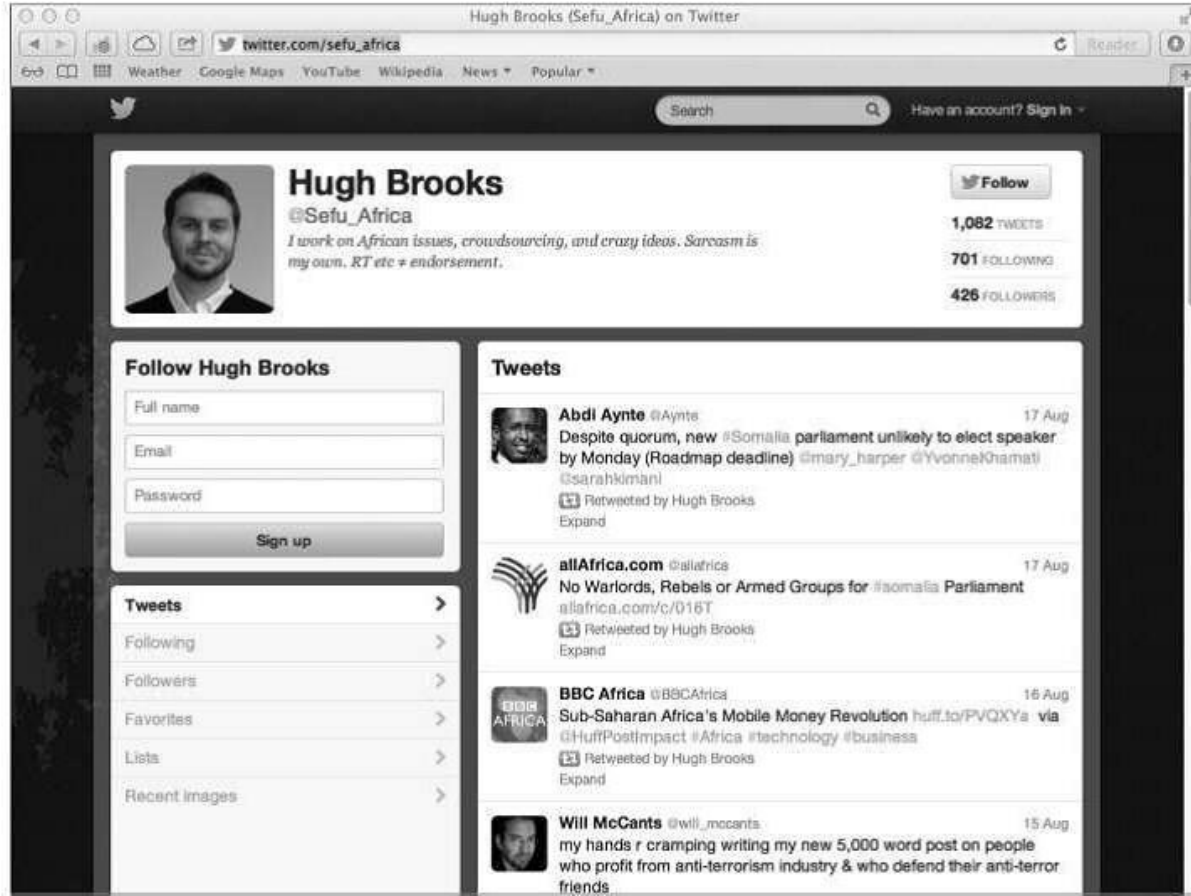 Hugh Brooks (Sefu_Africa) on Twitter
twitter.com/sefu_africa
Reader
Weather Google Maps YouTube Wikipedia News Popular
Search
Have an account? Sign in
Hugh Brooks
@Sefu_Africa
I work on African issues, crowdsourcing, and crazy ideas. Sarcasm is
my own. RT etc ≠ endorsement.
Follow
1,082 TWEETS
701 FOLLOWING
426 FOLLOWERS
Follow Hugh Brooks
Full name
Email
Password
Sign up
Tweets
Following
Followers
Favorites
Lists
Recent images
Tweets
Abdi Aynte @Aynte 17 Aug
Despite quorum, new #Somalia parliament unlikely to elect speaker
by Monday (Roadmap deadline) @mary_harper @YvonneKhamati
@sarahkimani
Retweeted by Hugh Brooks
Expand
allAfrica.com @allafrica 17 Aug
No Warlords, Rebels or Armed Groups for #somalia Parliament
allafrica.com/c/016T
Retweeted by Hugh Brooks
Expand
BBC AFRICA
BBC Africa @BBCAfrica 16 Aug
Sub-Saharan Africa's Mobile Money Revolution huff.to/PVQXYa via
@HuffPostImpact #Africa #technology #business
Retweeted by Hugh Brooks
Expand
Will McCants @will_mccants 15 Aug
my hands r cramping writing my new 5,000 word post on people
who profit from anti-terrorism industry & who defend their anti-terror
friends